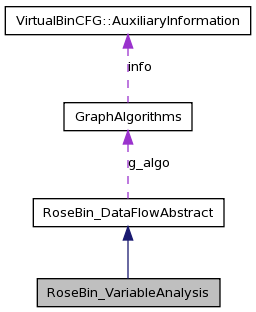 VirtualBinCFG::AuxiliaryInformation
info
GraphAlgorithms
g_algo
RoseBin_DataFlowAbstract
RoseBin_VariableAnalysis